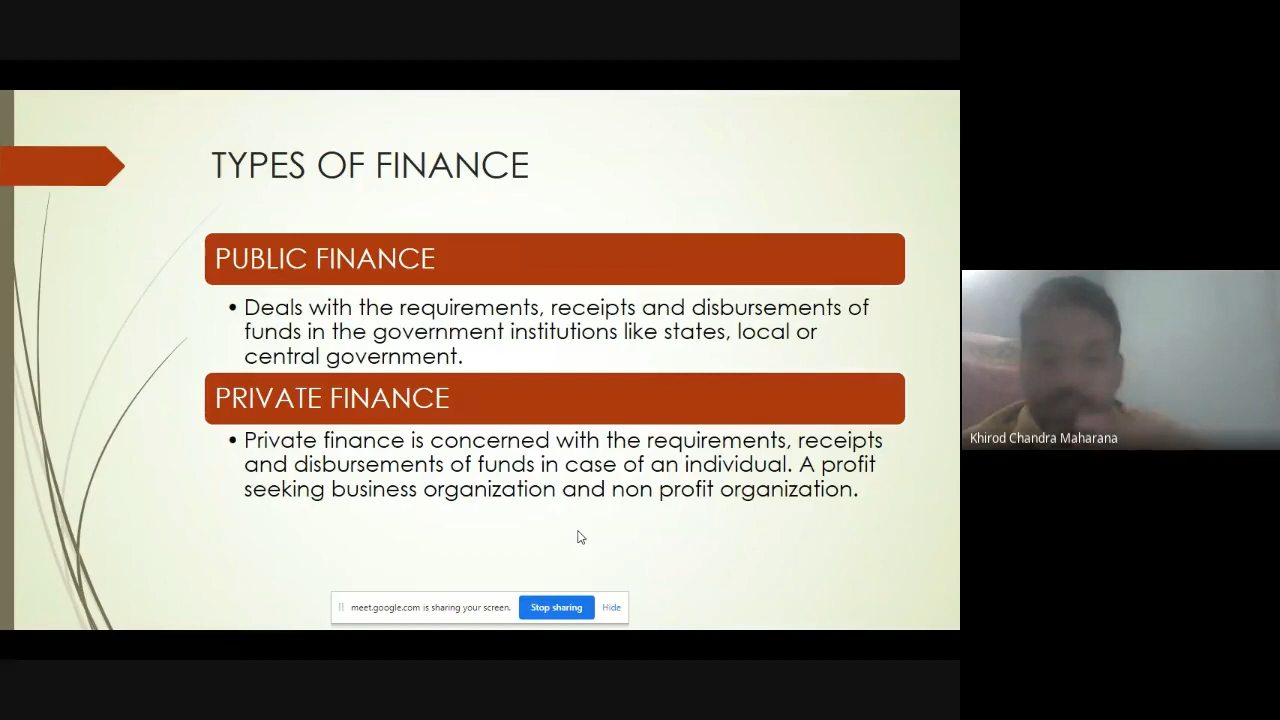 TYPES OF FINANCE
PUBLIC FINANCE
• Deals with the requirements, receipts and disbursements of
funds in the government institutions like states, local or
central government.
PRIVATE FINANCE
• Private finance is concerned with the requirements, receipts
and disbursements of funds in case of an individual. A profit
seeking business organization and non profit organization.
meet.google.com is sharing your screen. Stop sharing Hide
Khirod Chandra Maharana